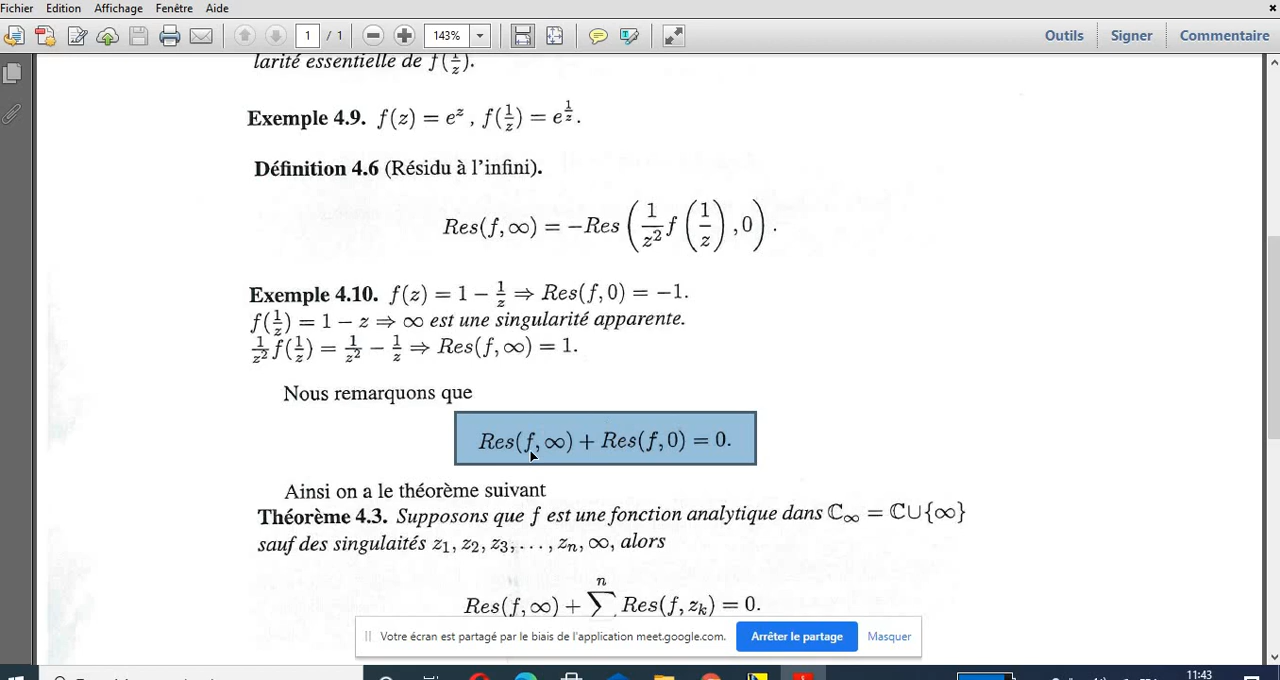 Fichier Edition Affichage Fenêtre Aide
1 / 1 143% Outils Signer Commentaire
larité essentielle de f(1/z).
Exemple 4.9. f(z) = e^z , f(1/z) = e^{1/z}.
Définition 4.6 (Résidu à l'infini).
Res(f, ∞) = −Res (1/z² f (1/z) , 0) .
Exemple 4.10. f(z) = 1 − 1/z ⇒ Res(f, 0) = −1.
f(1/z) = 1 − z ⇒ ∞ est une singularité apparente.
1/z² f(1/z) = 1/z² − 1/z ⇒ Res(f, ∞) = 1.
Nous remarquons que
Res(f, ∞) + Res(f, 0) = 0.
Ainsi on a le théorème suivant
Théorème 4.3. Supposons que f est une fonction analytique dans ℂ∞ = ℂ∪{∞}
sauf des singulaités z₁, z₂, z₃, . . . , zₙ, ∞, alors
Res(f, ∞) + ∑ⁿ Res(f, zₖ) = 0.
Votre écran est partagé par le biais de l'application meet.google.com. Arrêter le partage Masquer
11:43